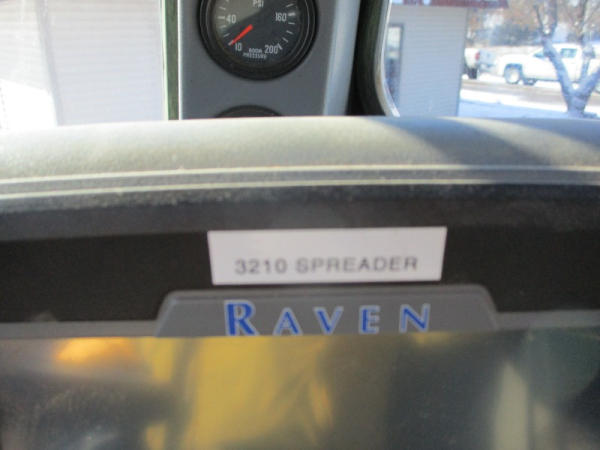 PSI
40 160
10 200
BOOM
PRESSURE
3210 SPREADER
RAVEN